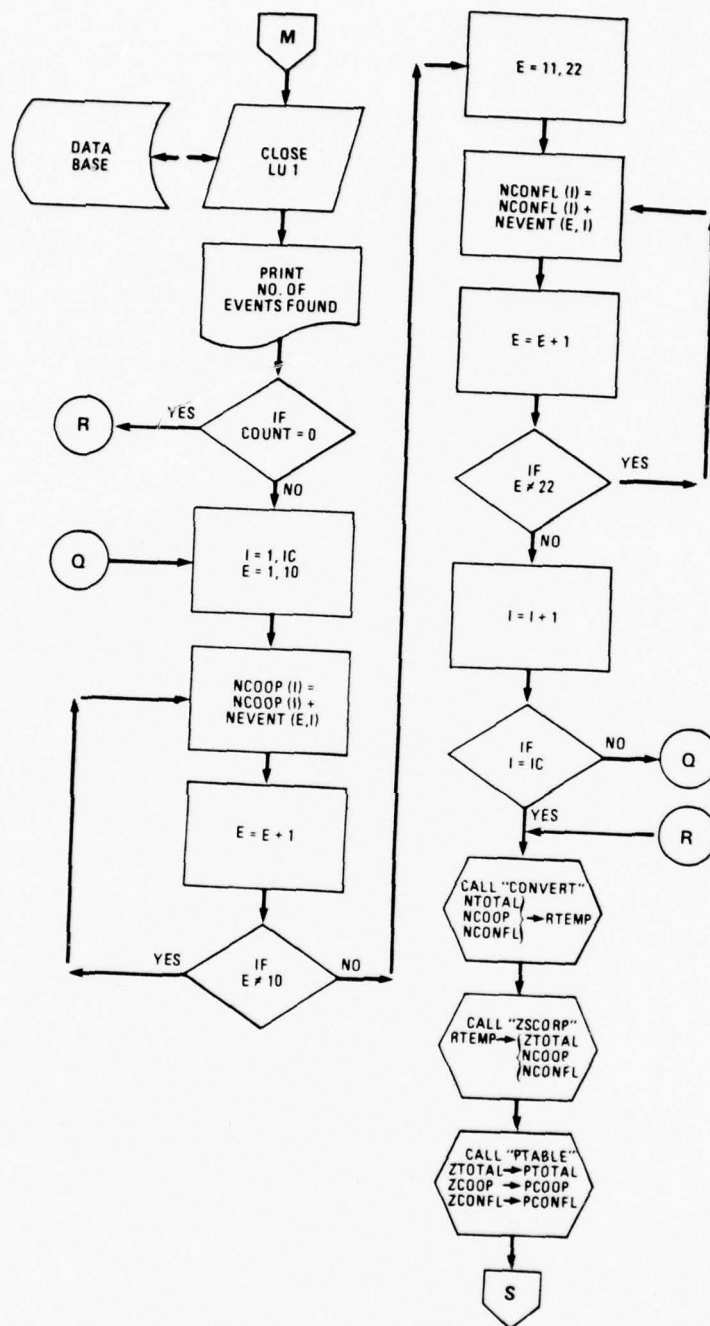 M
DATA
BASE
CLOSE
LU 1
PRINT
NO. OF
EVENTS FOUND
IF
COUNT = 0
YES
R
NO
Q
I = 1, IC
E = 1, 10
NCOOP (I) =
NCOOP (I) +
NEVENT (E,I)
E = E + 1
IF
E ≠ 10
YES
NO
E = 11, 22
NCONFL (I) =
NCONFL (I) +
NEVENT (E, I)
E = E + 1
IF
E ≠ 22
YES
NO
I = I + 1
IF
I = IC
NO
Q
YES
R
CALL "CONVERT"
NTOTAL
NCOOP → RTEMP
NCONFL
CALL "ZSCORP"
RTEMP → ZTOTAL
NCOOP
NCONFL
CALL "PTABLE"
ZTOTAL → PTOTAL
ZCOOP → PCOOP
ZCONFL → PCONFL
S